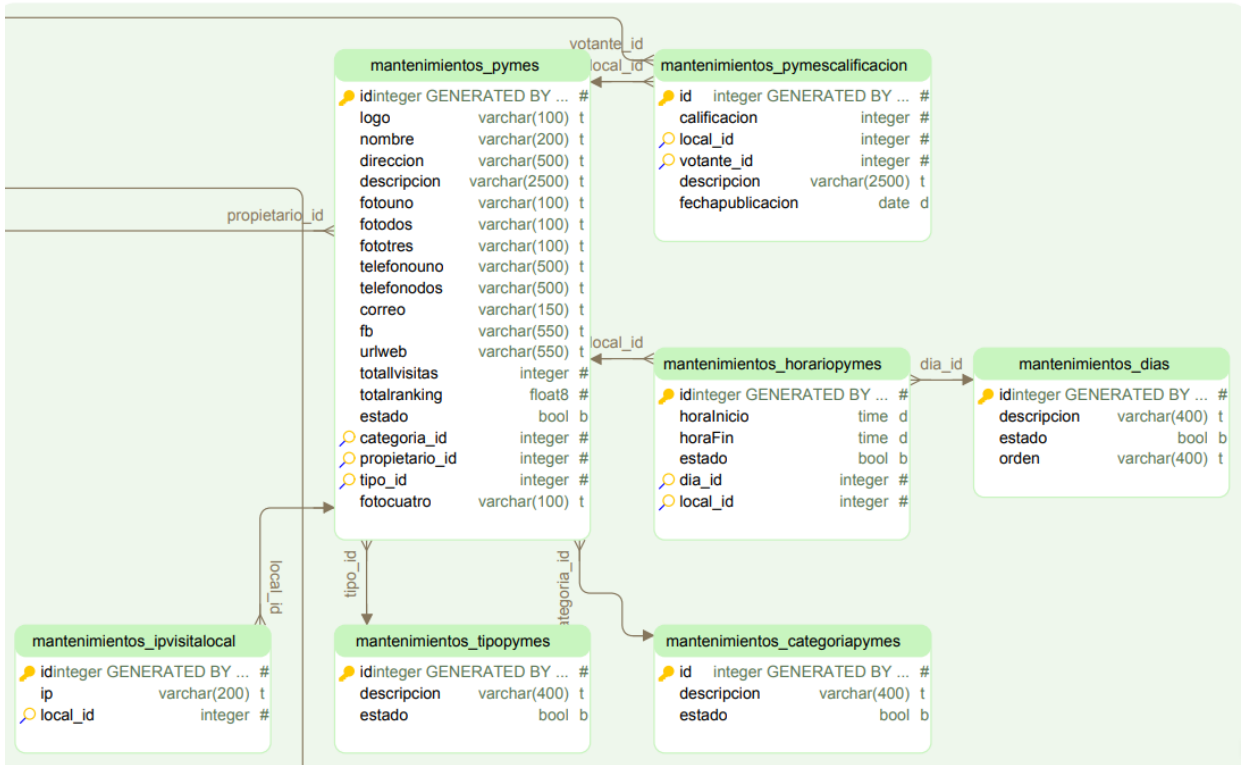 votante_id
local_id
mantenimientos_pymes
id integer GENERATED BY ... #
logo varchar(100) t
nombre varchar(200) t
direccion varchar(500) t
descripcion varchar(2500) t
fotouno varchar(100) t
fotodos varchar(100) t
fototres varchar(100) t
telefonouno varchar(500) t
telefonodos varchar(500) t
correo varchar(150) t
fb varchar(550) t
urlweb varchar(550) t
totallvisitas integer #
totalranking float8 #
estado bool b
categoria_id integer #
propietario_id integer #
tipo_id integer #
fotocuatro varchar(100) t
mantenimientos_pymescalificacion
id integer GENERATED BY ... #
calificacion integer #
local_id integer #
votante_id integer #
descripcion varchar(2500) t
fechapublicacion date d
propietario_id
local_id
mantenimientos_horariopymes
id integer GENERATED BY ... #
horaInicio time d
horaFin time d
estado bool b
dia_id integer #
local_id integer #
dia_id
mantenimientos_dias
id integer GENERATED BY ... #
descripcion varchar(400) t
estado bool b
orden varchar(400) t
local_id
tipo_id
ategoria_id
mantenimientos_ipvisitalocal
id integer GENERATED BY ... #
ip varchar(200) t
local_id integer #
mantenimientos_tipopymes
id integer GENERATED BY ... #
descripcion varchar(400) t
estado bool b
mantenimientos_categoriapymes
id integer GENERATED BY ... #
descripcion varchar(400) t
estado bool b